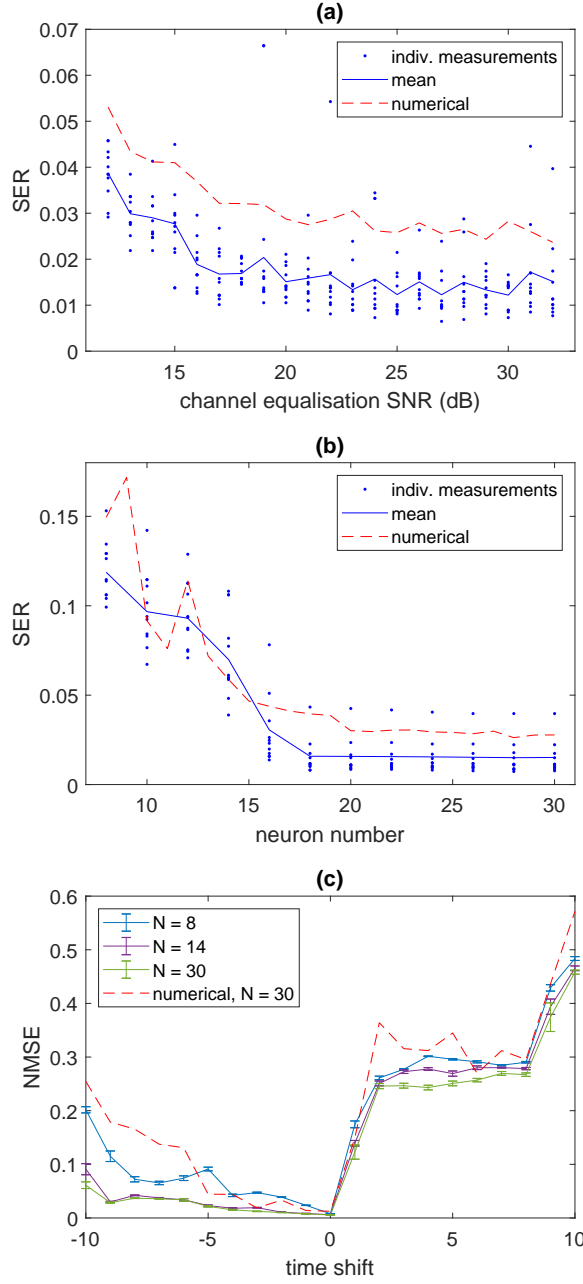 (a)
0.07
0.06
0.05
0.04
0.03
0.02
0.01
0
SER
indiv. measurements
mean
numerical
15
20
25
30
channel equalisation SNR (dB)
(b)
0.15
0.1
0.05
0
SER
indiv. measurements
mean
numerical
10
15
20
25
30
neuron number
(c)
0.6
0.5
0.4
0.3
0.2
0.1
0
NMSE
N = 8
N = 14
N = 30
numerical, N = 30
-10
-5
0
5
10
time shift